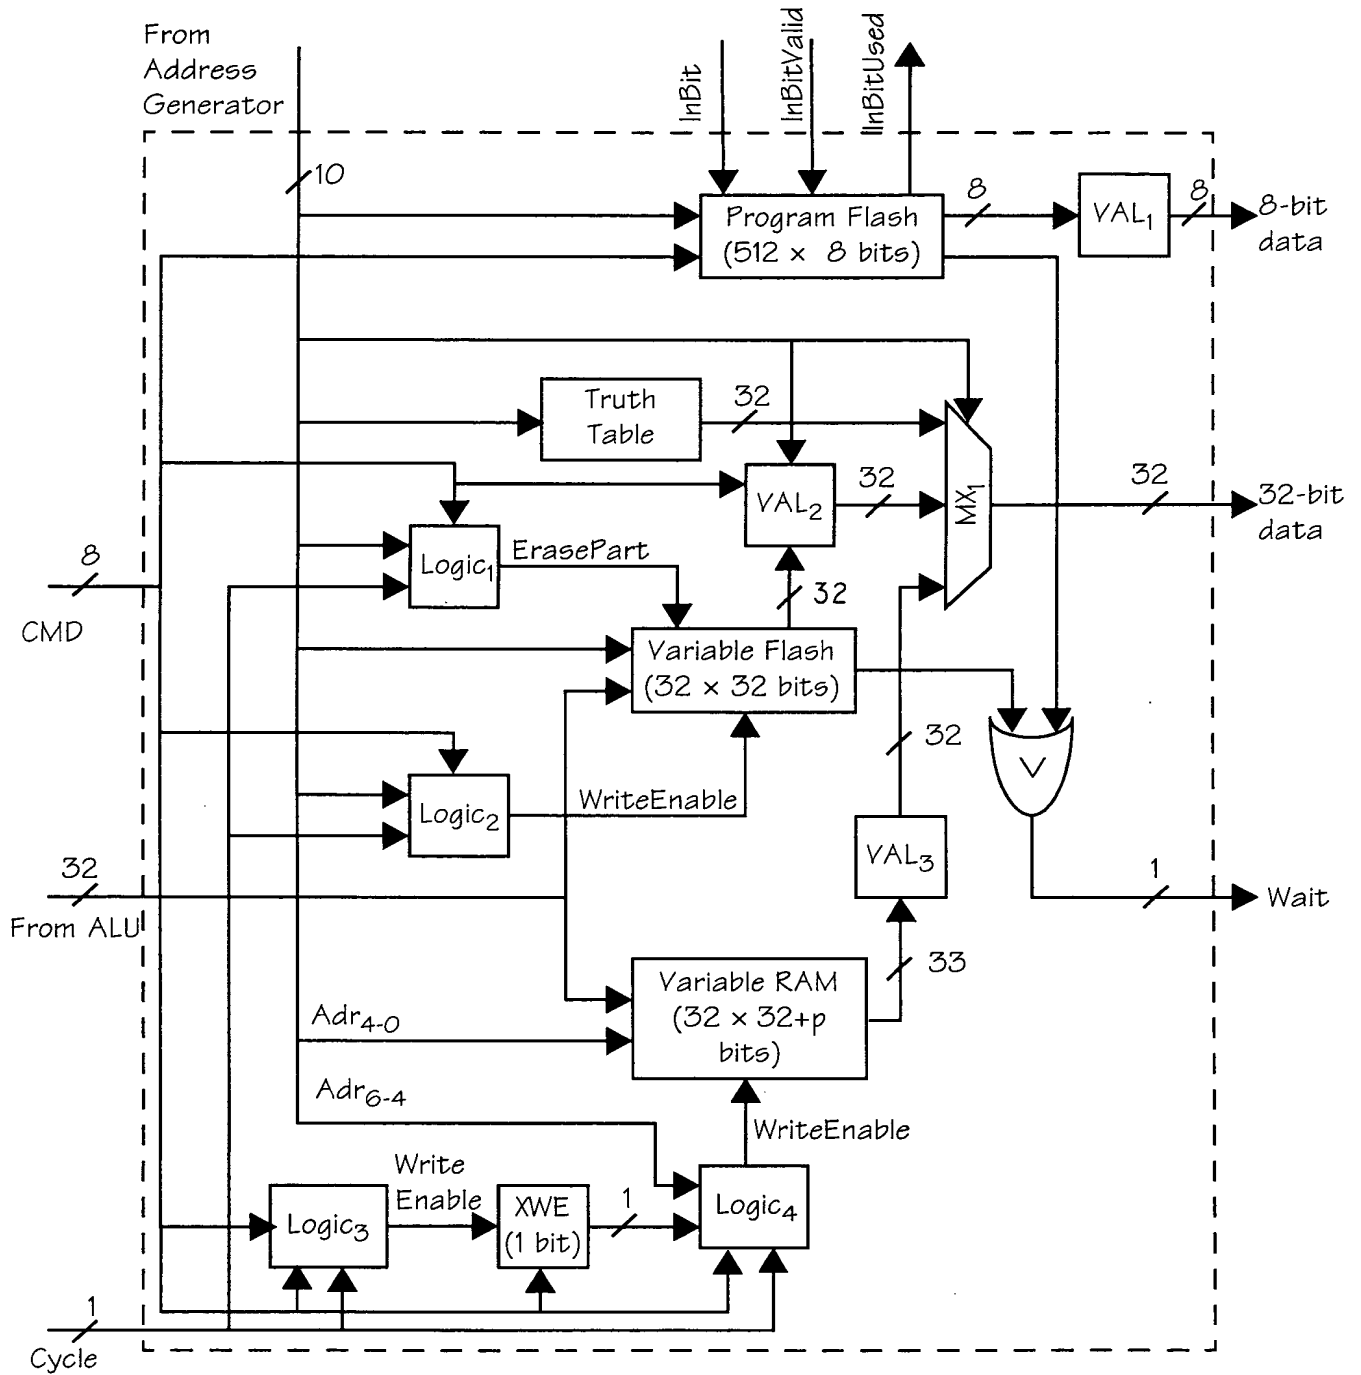 From
Address
Generator
InBit
InBitValid
InBitUsed
10
Program Flash
(512 x 8 bits)
8
VAL1
8
8-bit
data
Truth
Table
32
VAL2
32
MX1
32
32-bit
data
8
CMD
Logic1
ErasePart
32
Variable Flash
(32 x 32 bits)
32
V
Logic2
WriteEnable
VAL3
32
From ALU
1
Wait
33
Variable RAM
(32 x 32+p
bits)
Adr4-0
Adr6-4
WriteEnable
Write
Enable
Logic3
XWE
(1 bit)
1
Logic4
1
Cycle